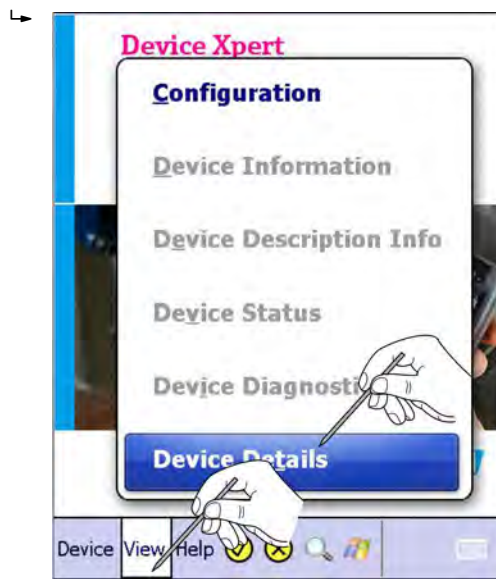 Device Xpert
Configuration
Device Information
Device Description Info
Device Status
Device Details
Device View Help